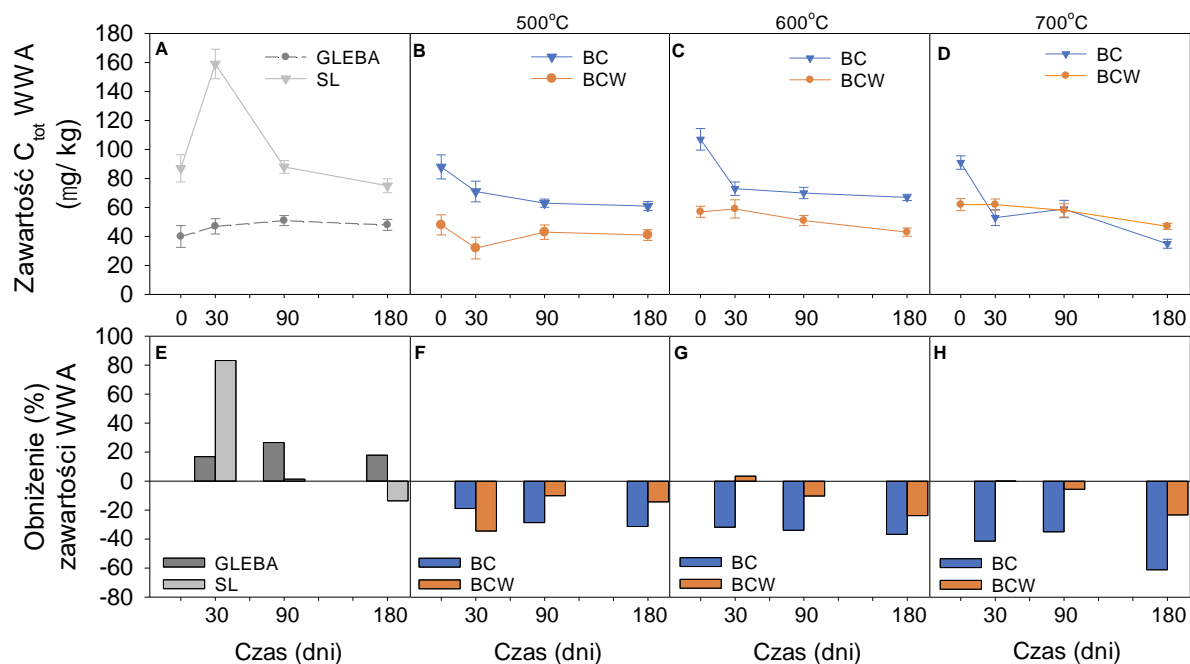 500°C 600°C 700°C
Zawartość C_tot WWA
(mg/ kg)
180
160
140
120
100
80
60
40
20
0
A
GLEBA
SL
B
BC
BCW
C
BC
BCW
D
BC
BCW
0 30 90 180 0 30 90 180 0 30 90 180 0 30 90 180
Obniżenie (%)
zawartości WWA
100
80
60
40
20
0
-20
-40
-60
-80
E
GLEBA
SL
F
BC
BCW
G
BC
BCW
H
BC
BCW
30 90 180 30 90 180 30 90 180 30 90 180
Czas (dni) Czas (dni) Czas (dni) Czas (dni)